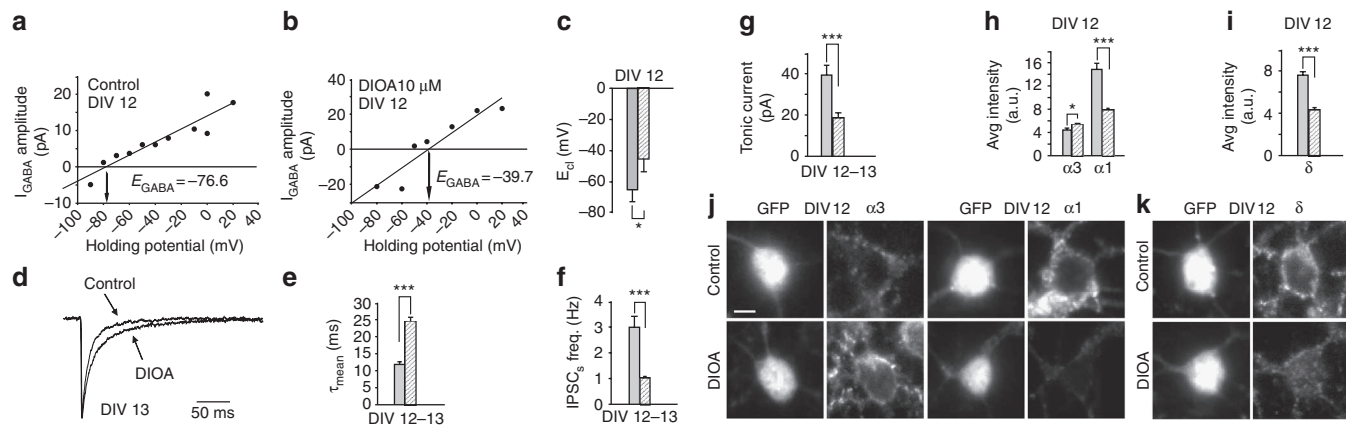 a
Control
DIV 12
I_GABA amplitude
(pA)
20
10
0
−10
E_GABA=−76.6
−100
−80
−60
−40
−20
0
20
40
Holding potential (mV)
b
DIOA10 μM
DIV 12
I_GABA amplitude
(pA)
40
20
0
−20
E_GABA=−39.7
−100
−80
−60
−40
−20
0
20
40
Holding potential (mV)
c
DIV 12
E_cl (mV)
0
−20
−40
−60
−80
*
d
Control
DIOA
DIV 13
50 ms
e
***
τ_mean (ms)
30
25
20
15
10
5
0
DIV 12–13
f
***
IPSC_s freq. (Hz)
4
3
2
1
0
DIV 12–13
g
***
Tonic current
(pA)
40
20
0
DIV 12–13
h
DIV 12
***
*
Avg intensity
(a.u.)
16
12
8
4
0
α3
α1
i
DIV 12
***
Avg intensity
(a.u.)
8
4
0
δ
j
GFP DIV 12 α3 GFP DIV 12 α1
Control
DIOA
k
GFP DIV 12 δ